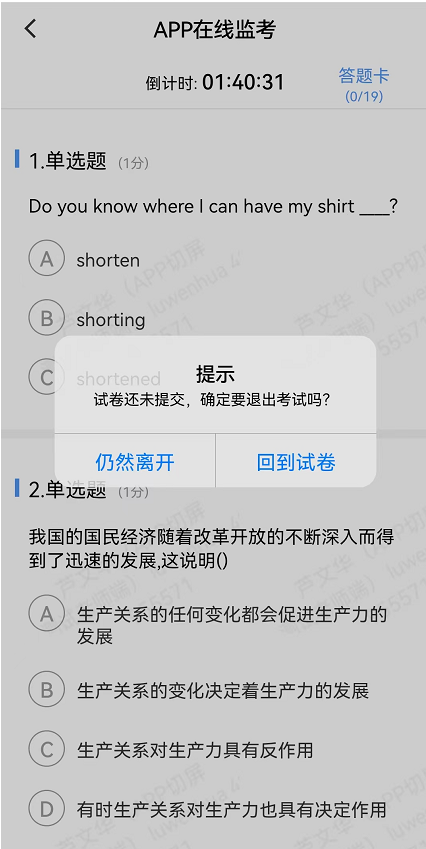 APP在线监考
倒计时: 01:40:31
答题卡
(0/19)
1.单选题 (1分)
Do you know where I can have my shirt ____?
A shorten
B shorting
C shortened
提示
试卷还未提交，确定要退出考试吗?
仍然离开
回到试卷
2.单选题 (1分)
我国的国民经济随着改革开放的不断深入而得
到了迅速的发展,这说明()
A 生产关系的任何变化都会促进生产力的
发展
B 生产关系的变化决定着生产力的发展
C 生产关系对生产力具有反作用
D 有时生产关系对生产力也具有决定作用